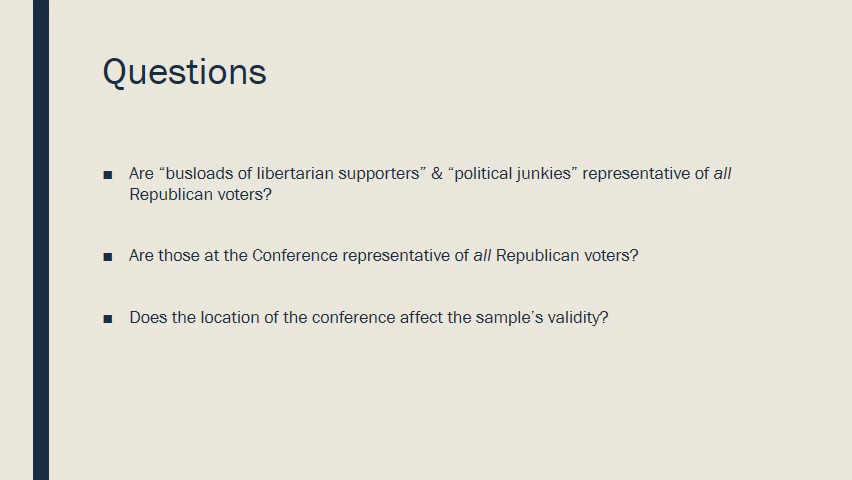 Questions
▪ Are “busloads of libertarian supporters” & “political junkies” representative of all
Republican voters?
▪ Are those at the Conference representative of all Republican voters?
▪ Does the location of the conference affect the sample’s validity?